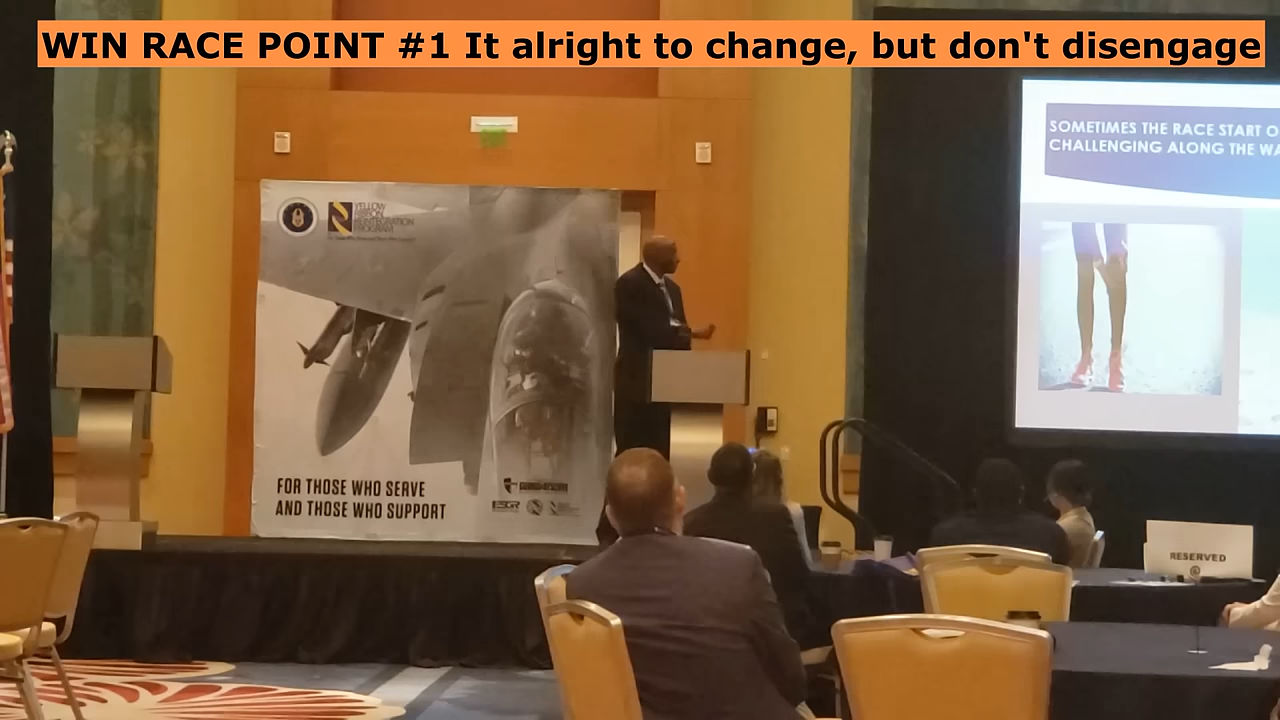 WIN RACE POINT #1 It alright to change, but don't disengage
SOMETIMES THE RACE START O
CHALLENGING ALONG THE WA
YELLOW
RIBBON
REINTEGRATION
PROGRAM
FOR THOSE WHO SERVE
AND THOSE WHO SUPPORT
ESGR
RESERVED
@